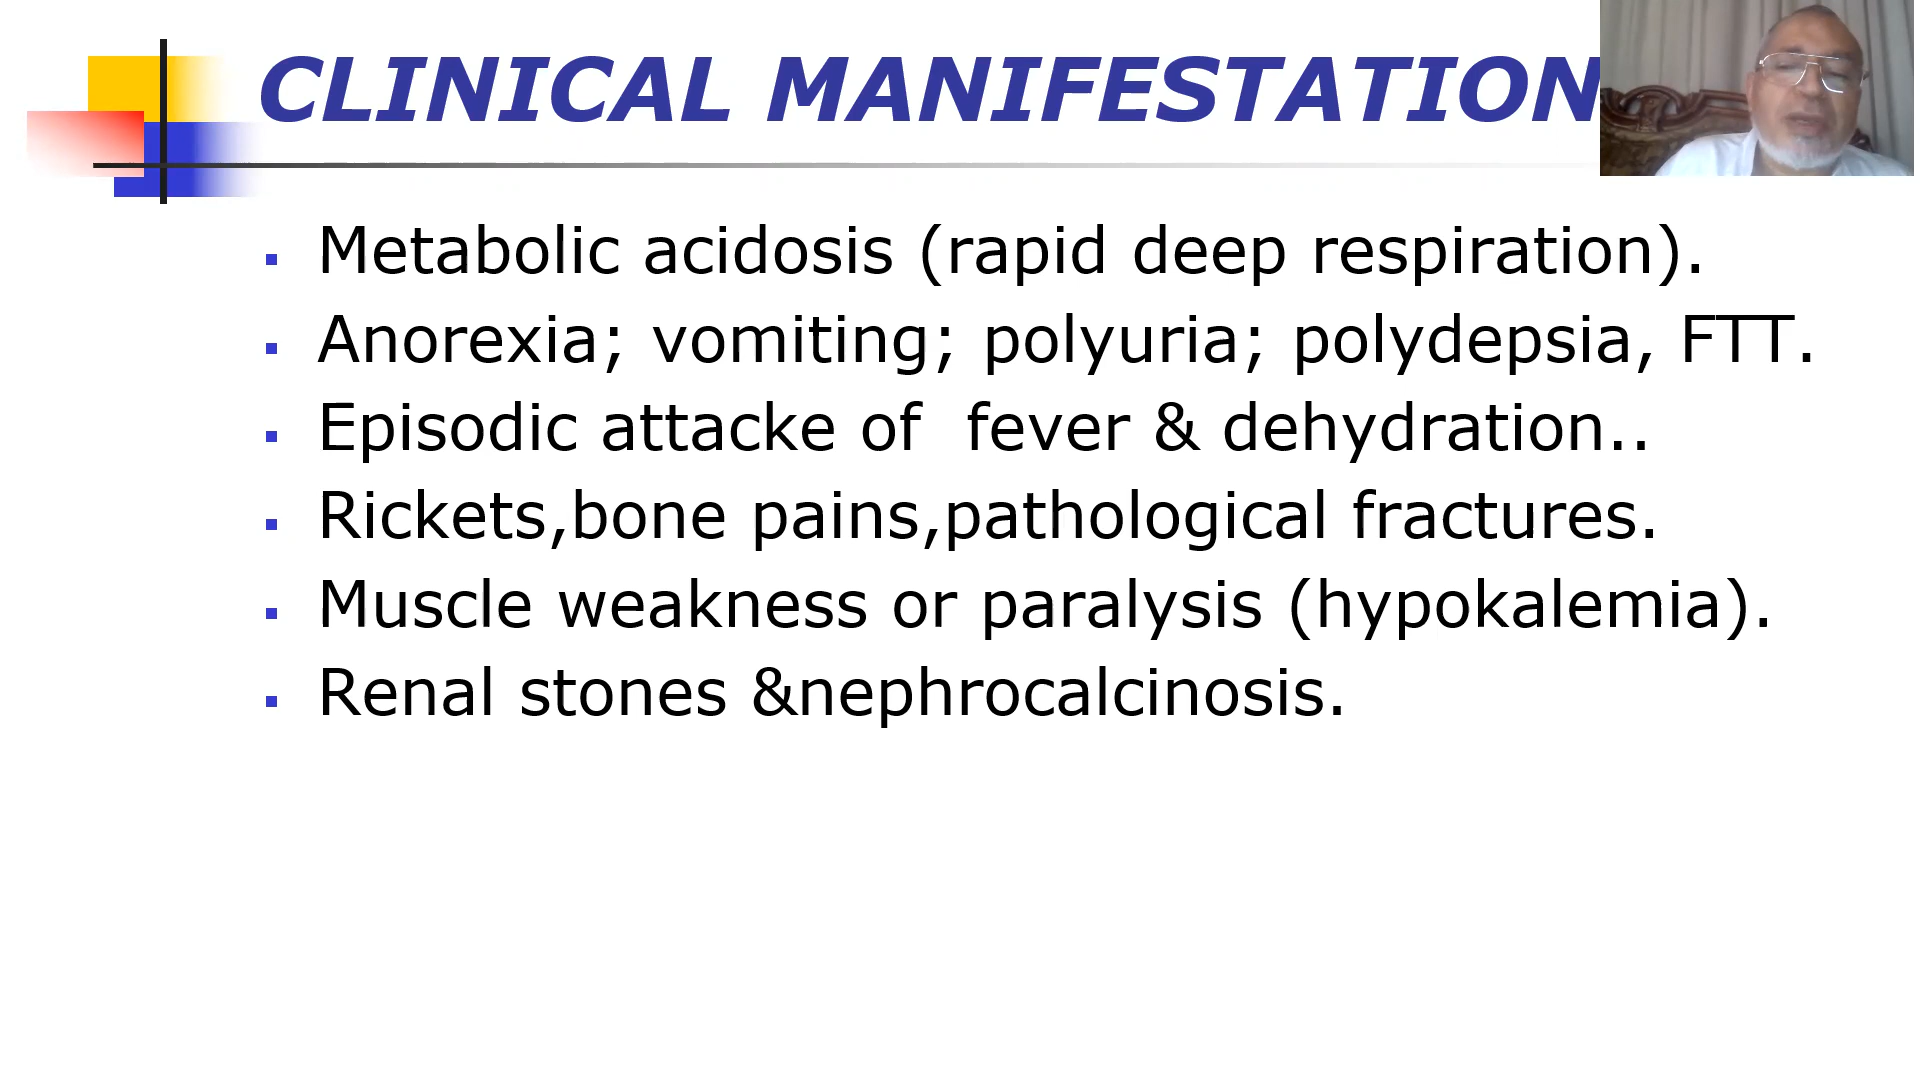 CLINICAL MANIFESTATION
Metabolic acidosis (rapid deep respiration).
Anorexia; vomiting; polyuria; polydepsia, FTT.
Episodic attacke of  fever & dehydration..
Rickets,bone pains,pathological fractures.
Muscle weakness or paralysis (hypokalemia).
Renal stones &nephrocalcinosis.